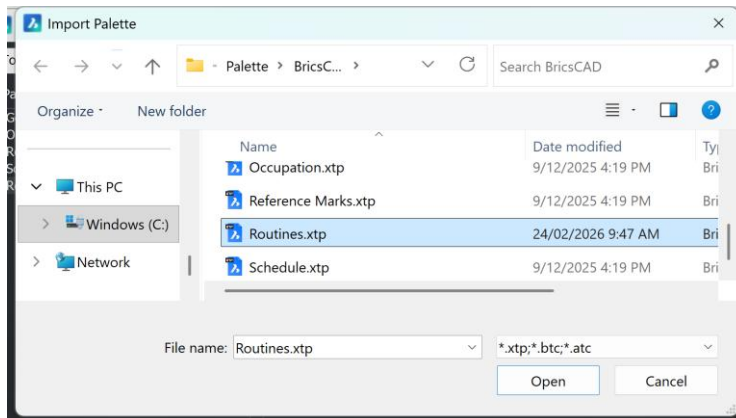 Import Palette
Palette > BricsC... >
Search BricsCAD
Organize
New folder
Name Date modified
Occupation.xtp 9/12/2025 4:19 PM Bri
This PC
Reference Marks.xtp 9/12/2025 4:19 PM Bri
Windows (C:)
Routines.xtp 24/02/2026 9:47 AM Bri
Network
Schedule.xtp 9/12/2025 4:19 PM Bri
File name: Routines.xtp *.xtp;*.btc;*.atc
Open Cancel